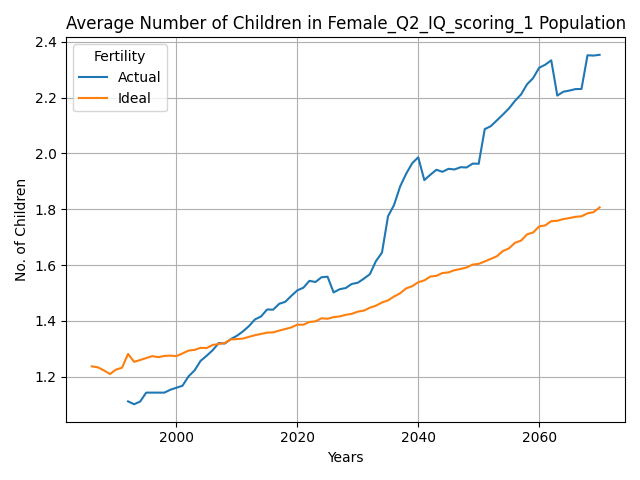 Average Number of Children in Female_Q2_IQ_scoring_1 Population
Fertility
Actual
Ideal
No. of Children
2.4
2.2
2.0
1.8
1.6
1.4
1.2
2000
2020
2040
2060
Years